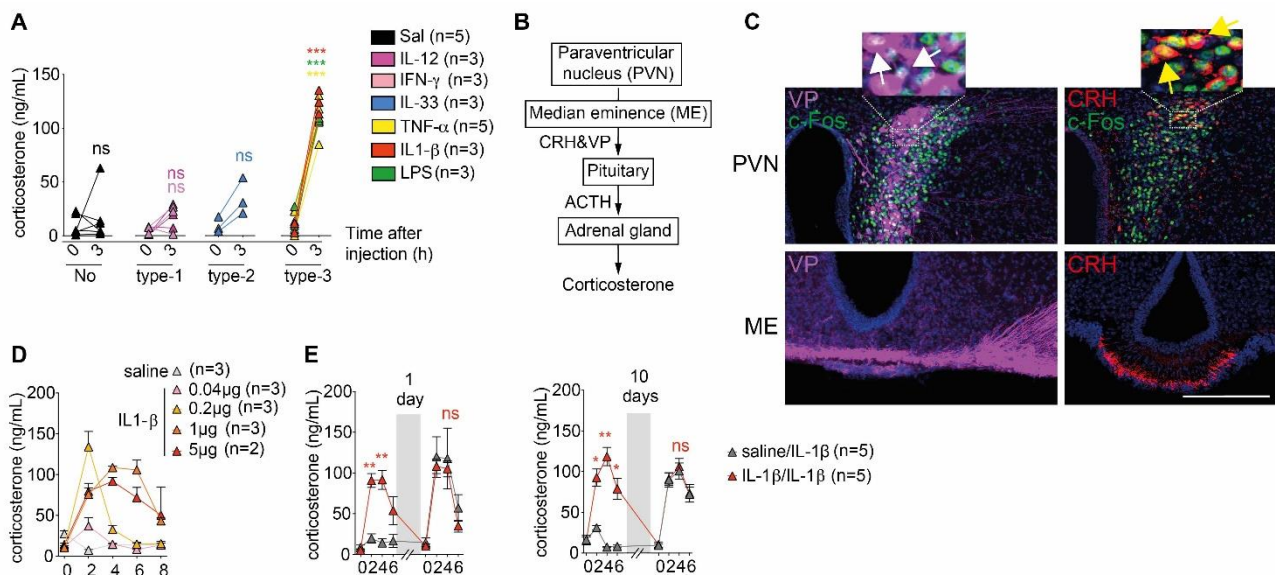 A
Sal (n=5)
IL-12 (n=3)
IFN-γ (n=3)
IL-33 (n=3)
TNF-α (n=5)
IL1-β (n=3)
LPS (n=3)
corticosterone (ng/mL)
150
100
50
0
ns
ns
ns
ns
***
***
***
0 3 0 3 0 3 0 3
Time after
injection (h)
No type-1 type-2 type-3
B
Paraventricular
nucleus (PVN)
Median eminence (ME)
CRH&VP
Pituitary
ACTH
Adrenal gland
Corticosterone
C
VP
c-Fos
CRH
c-Fos
PVN
VP
CRH
ME
D
saline (n=3)
0.04µg (n=3)
0.2µg (n=3)
IL1-β
1µg (n=3)
5µg (n=2)
corticosterone (ng/mL)
200
150
100
50
0
0 2 4 6 8
E
1
day
corticosterone (ng/mL)
200
150
100
50
0
** **
ns
0246 0246
10
days
corticosterone (ng/mL)
200
150
100
50
0
* ** *
ns
0246 0246
saline/IL-1β (n=5)
IL-1β/IL-1β (n=5)